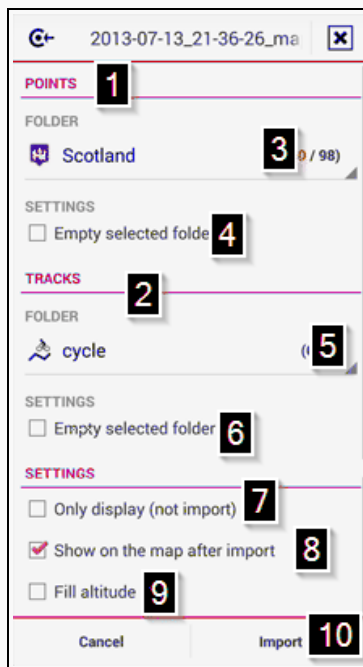 2013-07-13_21-36-26_ma
POINTS 1
FOLDER
Scotland 3 0 / 98)
SETTINGS
Empty selected folde 4
TRACKS 2
FOLDER
cycle ( 5
SETTINGS
Empty selected folder 6
SETTINGS
Only display (not import) 7
Show on the map after import 8
Fill altitude 9
Cancel Import 10